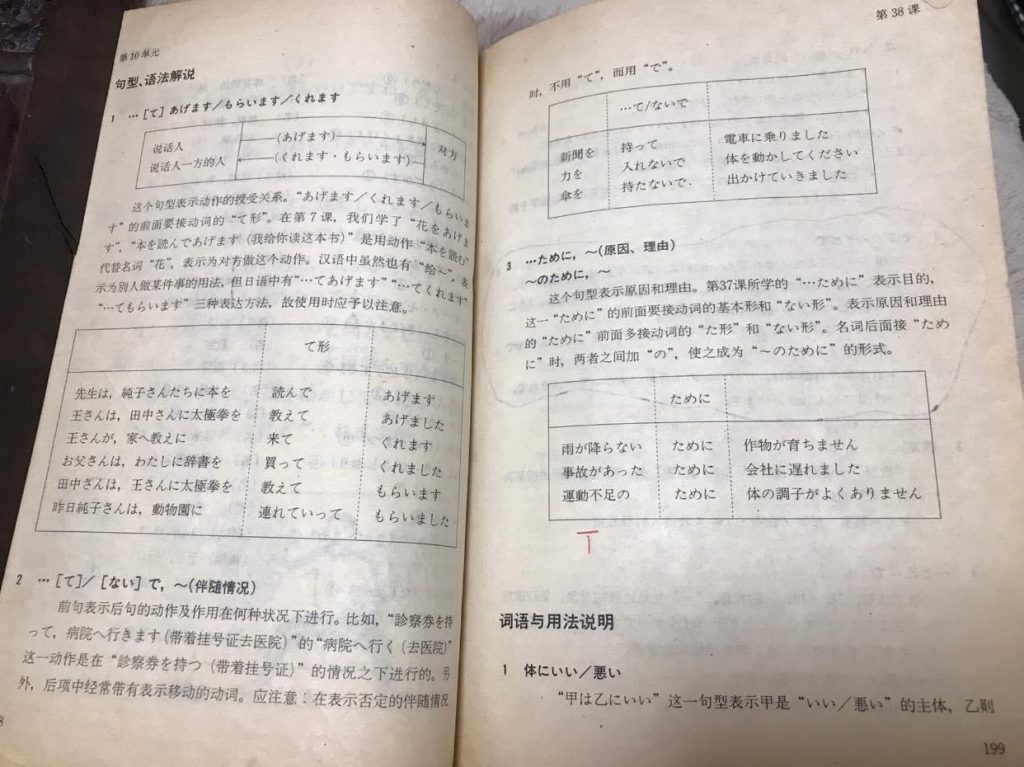 第10单元
句型、语法解说
1 …［て］あげます／もらいます／くれます
说话人 (あげます) 对方
说话人一方的人 (くれます・もらいます)
这个句型表示动作的授受关系。“あげます／くれます／もらいま
す”的前面要接动词的“て形”。在第7课，我们学了“花をあげま
す”，“本を読んであげます（我给你读这本书）”是用动作“本を読む”
代替名词“花”，表示为对方做这个动作。汉语中虽然也有“给～”，表
示为别人做某件事的用法，但日语中有“…てあげます”“…てくれます”
“…てもらいます”三种表达方法，故使用时应予以注意。
て形
先生は，純子さんたちに本を 読んで あげます
王さんは，田中さんに太極拳を 教えて あげました
王さんが，家へ教えに 来て くれます
お父さんは，わたしに辞書を 買って くれました
田中さんは，王さんに太極拳を 教えて もらいます
昨日純子さんは，動物園に 連れていって もらいました
2 …［て］／［ない］で，～(伴随情况)
前句表示后句的动作及作用在何种状况下进行。比如，“診察券を持
って，病院へ行きます（带着挂号证去医院）”的“病院へ行く（去医院）”
这一动作是在“診察券を持つ（带着挂号证）”的情况之下进行的。另
外，后项中经常带有表示移动的动词。应注意：在表示否定的伴随情况
8
第38课
时，不用“て”，而用“で”。
…て/ないで
新聞を 持って 電車に乗りました
力を 入れないで 体を動かしてください
傘を 持たないで 出かけていきました
3 …ために，～(原因、理由)
～のために，～
这个句型表示原因和理由。第37课所学的“…ために”表示目的，
这一“ために”的前面要接动词的基本形和“ない形”。表示原因和理由
的“ために”前面多接动词的“た形”和“ない形”。名词后面接“ため
に”时，两者之间加“の”，使之成为“～のために”的形式。
ために
雨が降らない ために 作物が育ちません
事故があった ために 会社に遅れました
運動不足の ために 体の調子がよくありません
词语与用法说明
1 体にいい／悪い
“甲は乙にいい”这一句型表示甲是“いい／悪い”的主体，乙则
199